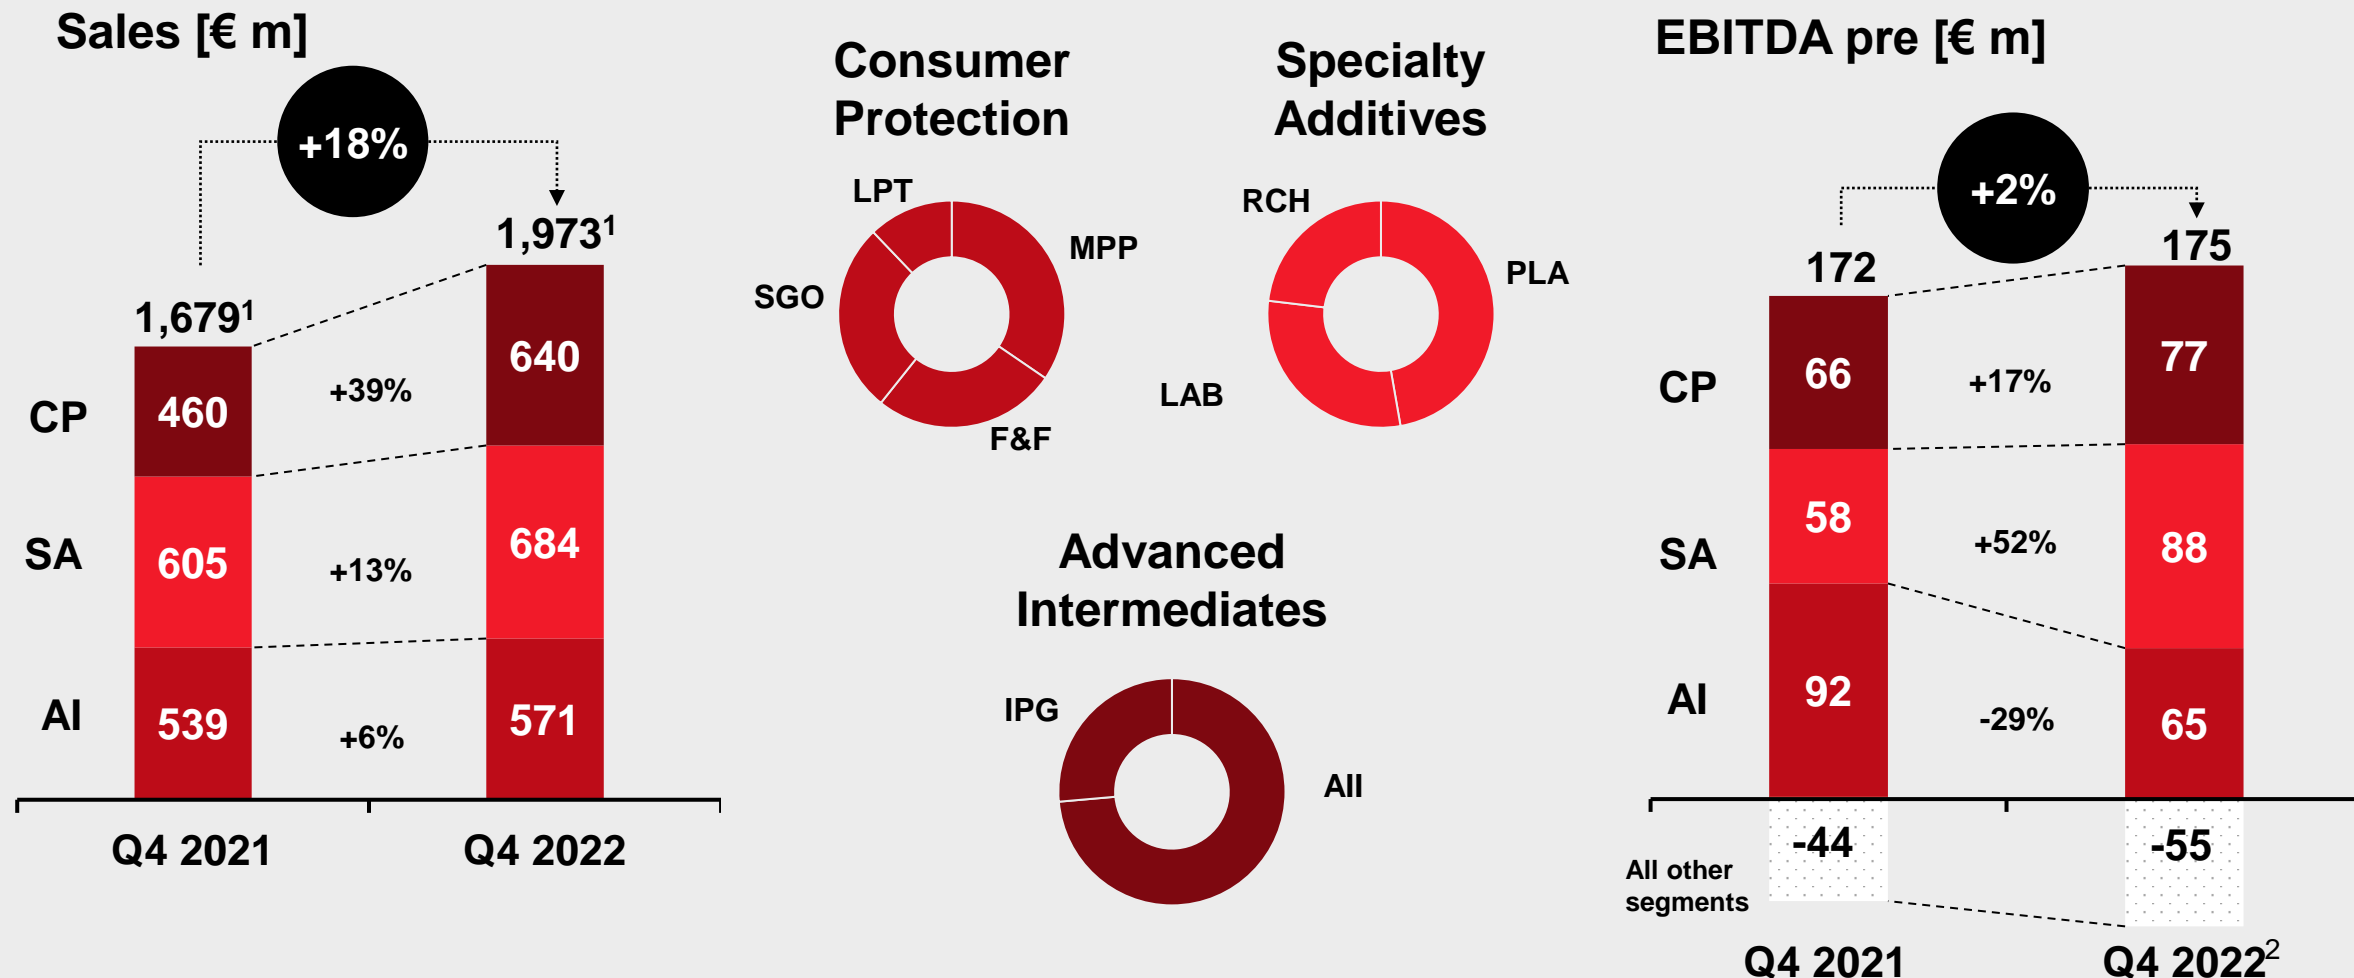 Sales [€ m]
+18%
1,679¹
1,973¹
CP
460
+39%
640
SA
605
+13%
684
AI
539
+6%
571
Q4 2021
Q4 2022
Consumer
Protection
LPT
MPP
SGO
F&F
Specialty
Additives
RCH
PLA
LAB
Advanced
Intermediates
IPG
AII
EBITDA pre [€ m]
+2%
172
175
CP
66
+17%
77
SA
58
+52%
88
AI
92
-29%
65
All other
segments
-44
-55
Q4 2021
Q4 2022²